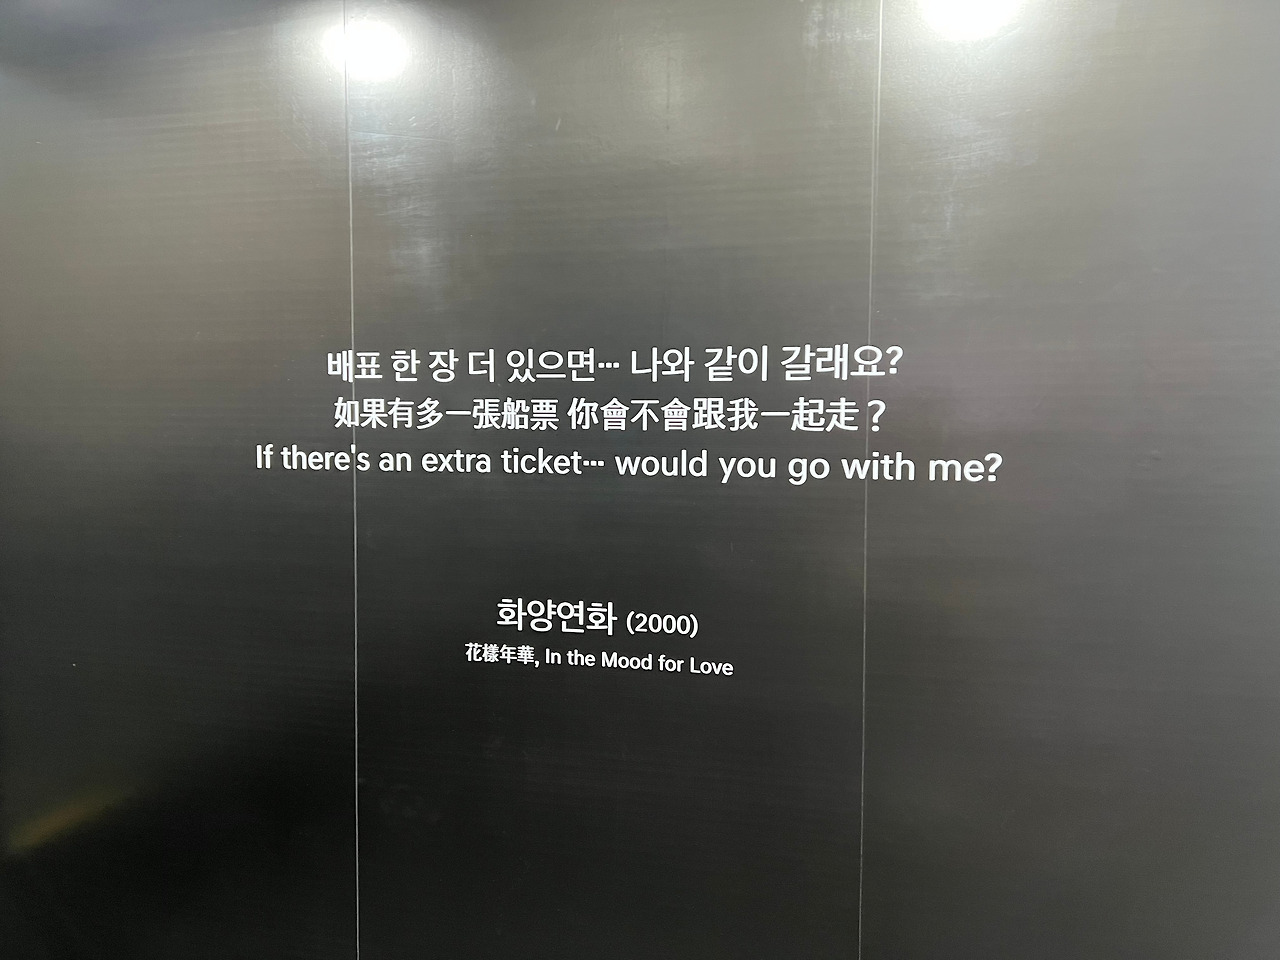 배표 한 장 더 있으면··· 나와 같이 갈래요?
如果有多一張船票 你會不會跟我一起走？
If there's an extra ticket··· would you go with me?
화양연화 (2000)
花樣年華, In the Mood for Love